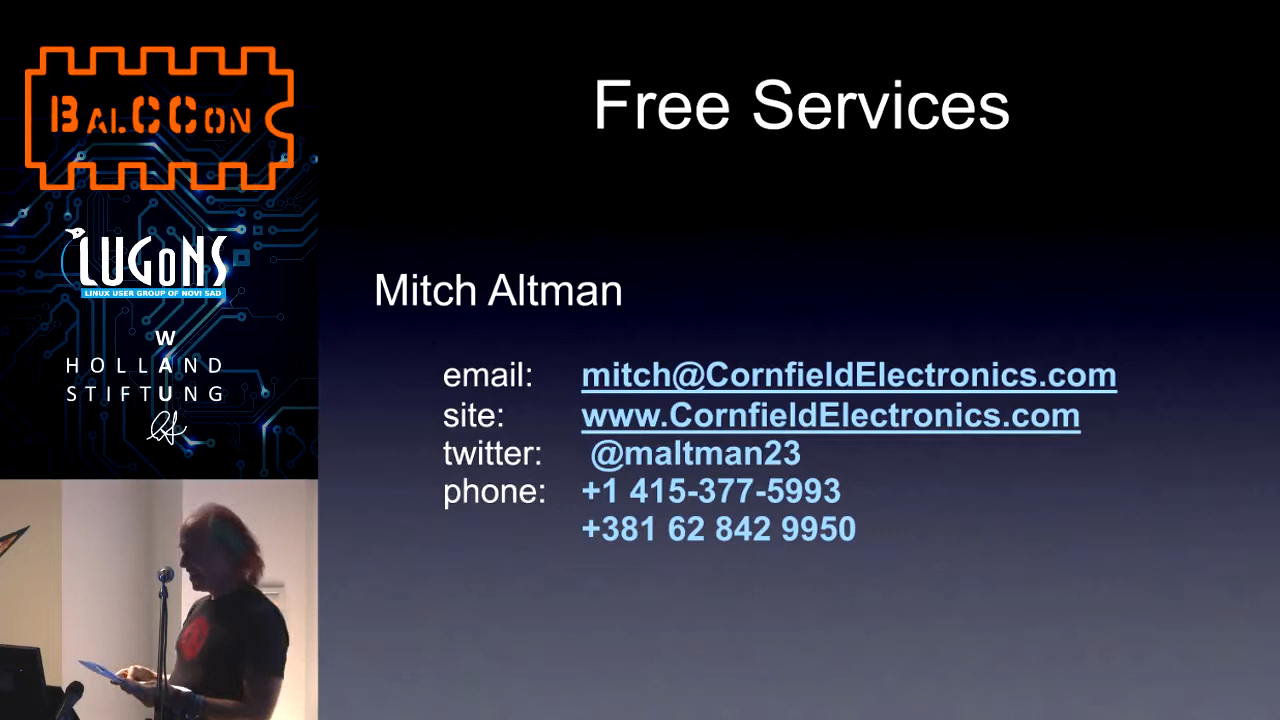 BALCCON
LUGoNS
LINUX USER GROUP OF NOVI SAD
W
HOLLAND
STIFTUNG
Free Services
Mitch Altman
email: mitch@CornfieldElectronics.com
site: www.CornfieldElectronics.com
twitter: @maltman23
phone: +1 415-377-5993
+381 62 842 9950